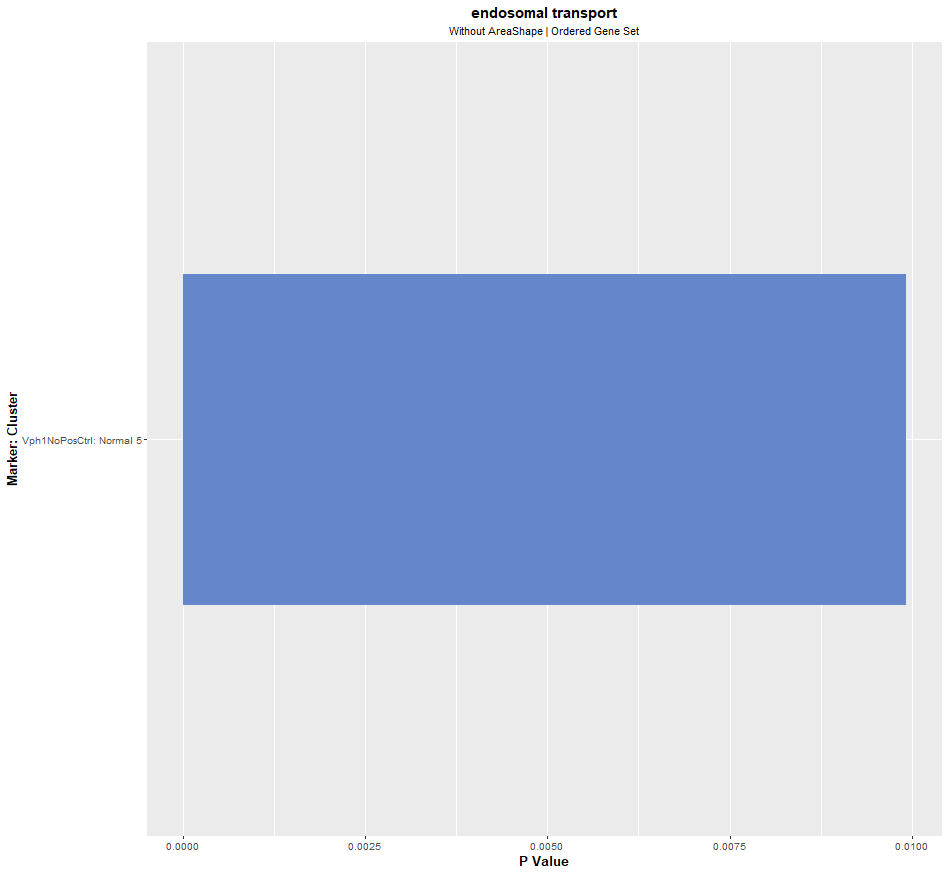 endosomal transport
Without AreaShape | Ordered Gene Set
Marker: Cluster
Vph1NoPosCtrl: Normal 5
0.0000 0.0025 0.0050 0.0075 0.0100
P Value